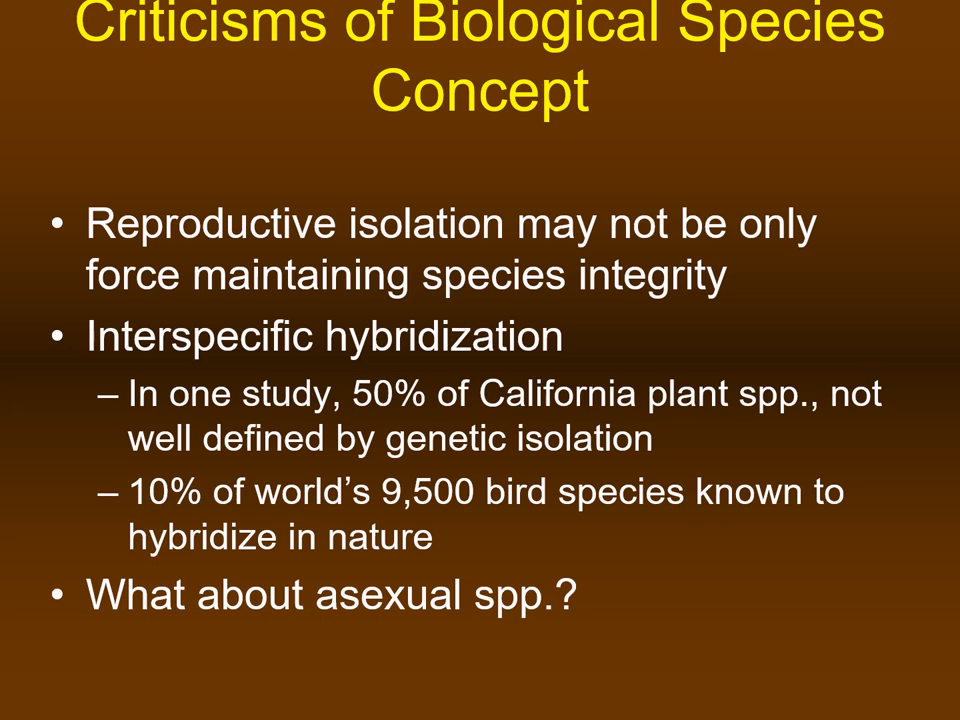 Criticisms of Biological Species
Concept
• Reproductive isolation may not be only
force maintaining species integrity
• Interspecific hybridization
– In one study, 50% of California plant spp., not
well defined by genetic isolation
– 10% of world’s 9,500 bird species known to
hybridize in nature
• What about asexual spp.?